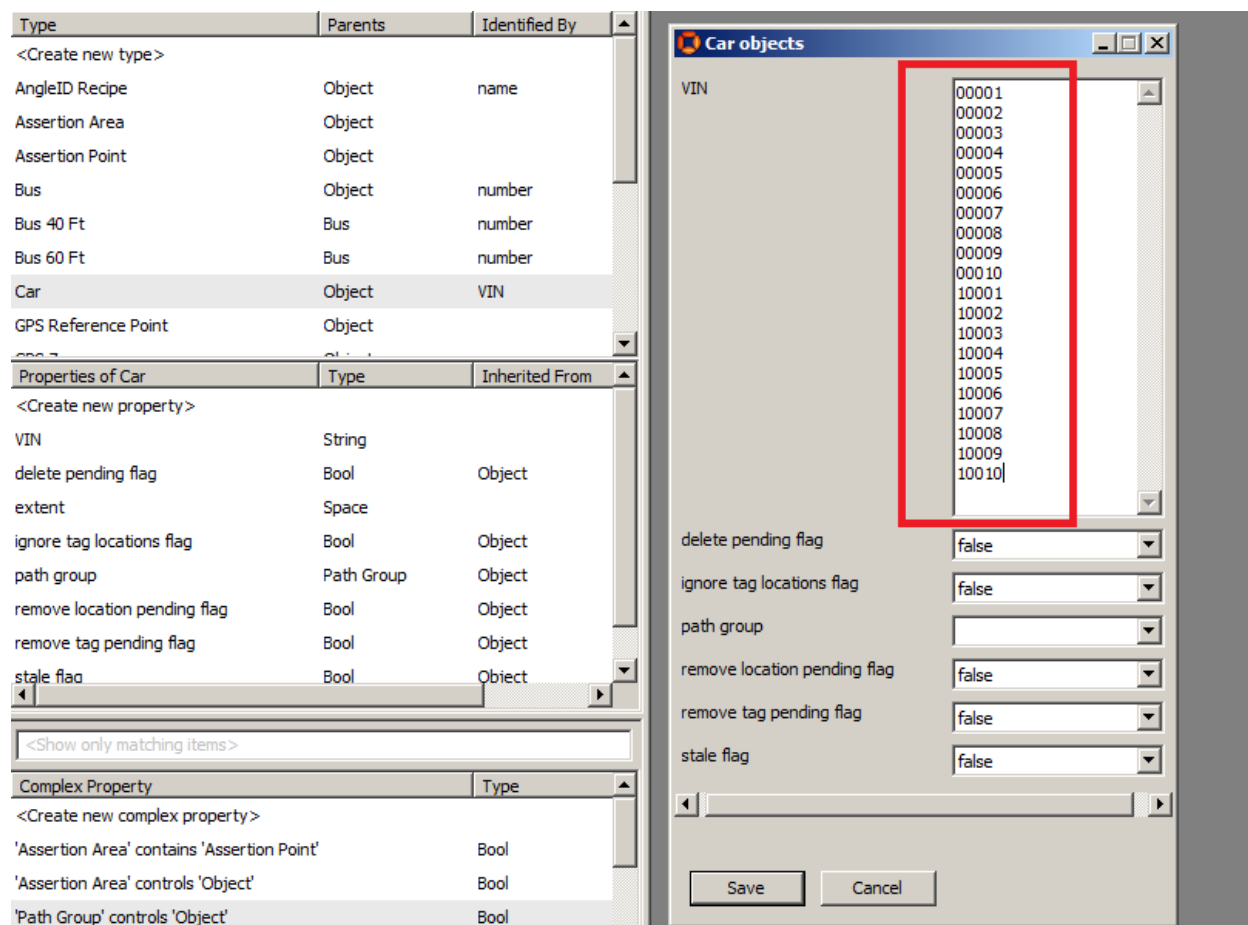 Type Parents Identified By
<Create new type>
AngleID Recipe Object name
Assertion Area Object
Assertion Point Object
Bus Object number
Bus 40 Ft Bus number
Bus 60 Ft Bus number
Car Object VIN
GPS Reference Point Object
Properties of Car Type Inherited From
<Create new property>
VIN String
delete pending flag Bool Object
extent Space
ignore tag locations flag Bool Object
path group Path Group Object
remove location pending flag Bool Object
remove tag pending flag Bool Object
stale flag Bool Object
<Show only matching items>
Complex Property Type
<Create new complex property>
'Assertion Area' contains 'Assertion Point' Bool
'Assertion Area' controls 'Object' Bool
'Path Group' controls 'Object' Bool
Car objects
VIN
00001
00002
00003
00004
00005
00006
00007
00008
00009
00010
10001
10002
10003
10004
10005
10006
10007
10008
10009
10010
delete pending flag false
ignore tag locations flag false
path group
remove location pending flag false
remove tag pending flag false
stale flag false
Save Cancel